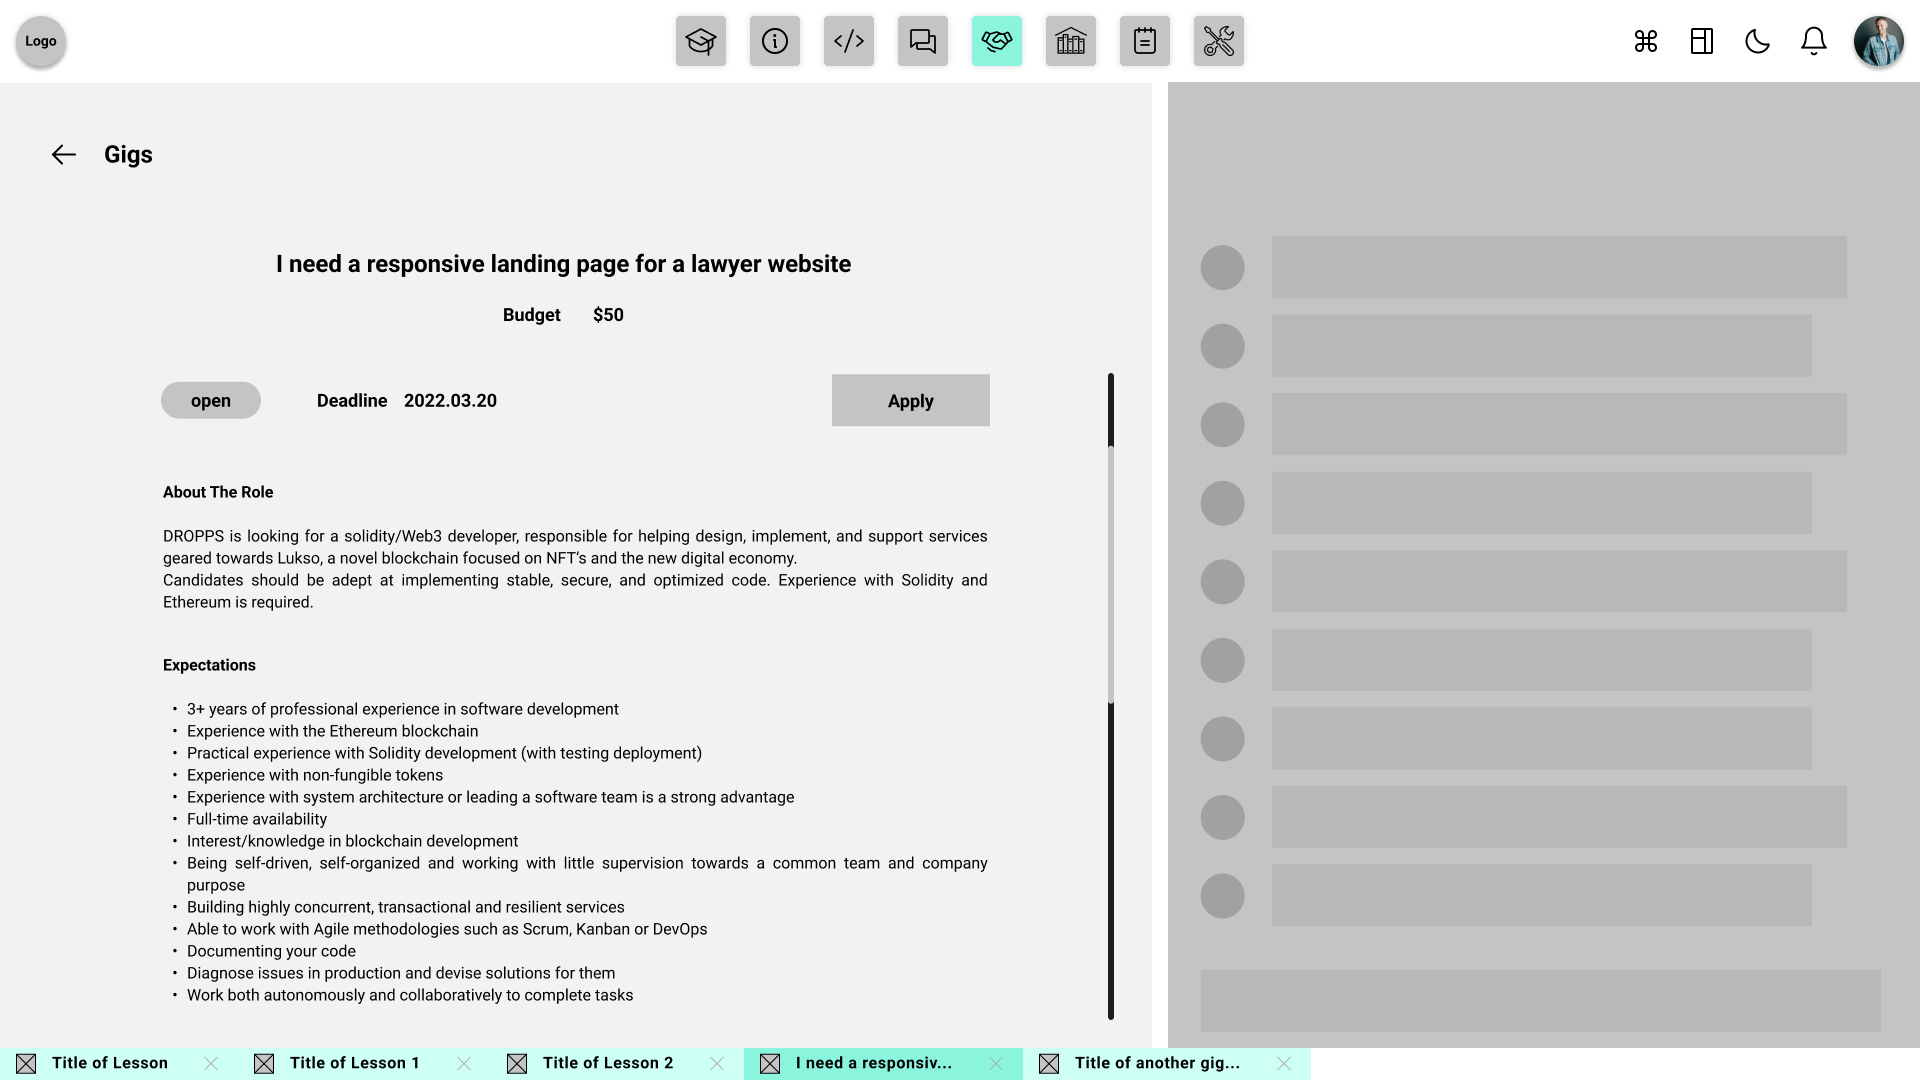 Logo
Gigs
I need a responsive landing page for a lawyer website
Budget $50
open Deadline 2022.03.20 Apply
About The Role
DROPPS is looking for a solidity/Web3 developer, responsible for helping design, implement, and support services
geared towards Lukso, a novel blockchain focused on NFT’s and the new digital economy.
Candidates should be adept at implementing stable, secure, and optimized code. Experience with Solidity and
Ethereum is required.
Expectations
• 3+ years of professional experience in software development
• Experience with the Ethereum blockchain
• Practical experience with Solidity development (with testing deployment)
• Experience with non-fungible tokens
• Experience with system architecture or leading a software team is a strong advantage
• Full-time availability
• Interest/knowledge in blockchain development
• Being self-driven, self-organized and working with little supervision towards a common team and company
purpose
• Building highly concurrent, transactional and resilient services
• Able to work with Agile methodologies such as Scrum, Kanban or DevOps
• Documenting your code
• Diagnose issues in production and devise solutions for them
• Work both autonomously and collaboratively to complete tasks
Title of Lesson Title of Lesson 1 Title of Lesson 2 I need a responsiv... Title of another gig...